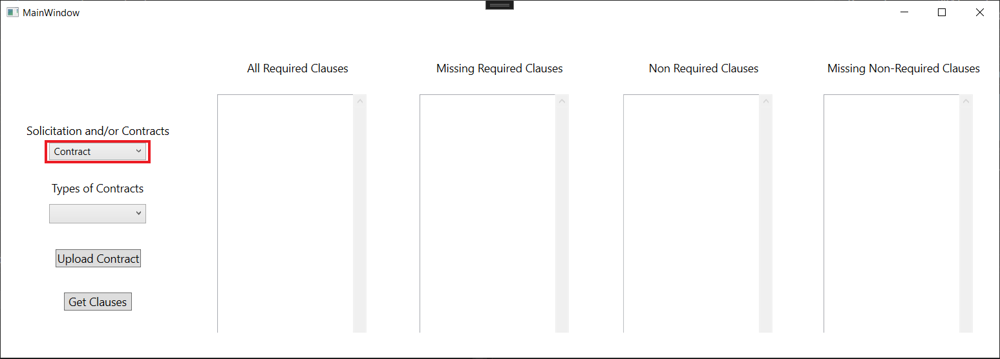 MainWindow
All Required Clauses
Missing Required Clauses
Non Required Clauses
Missing Non-Required Clauses
Solicitation and/or Contracts
Contract
Types of Contracts
Upload Contract
Get Clauses